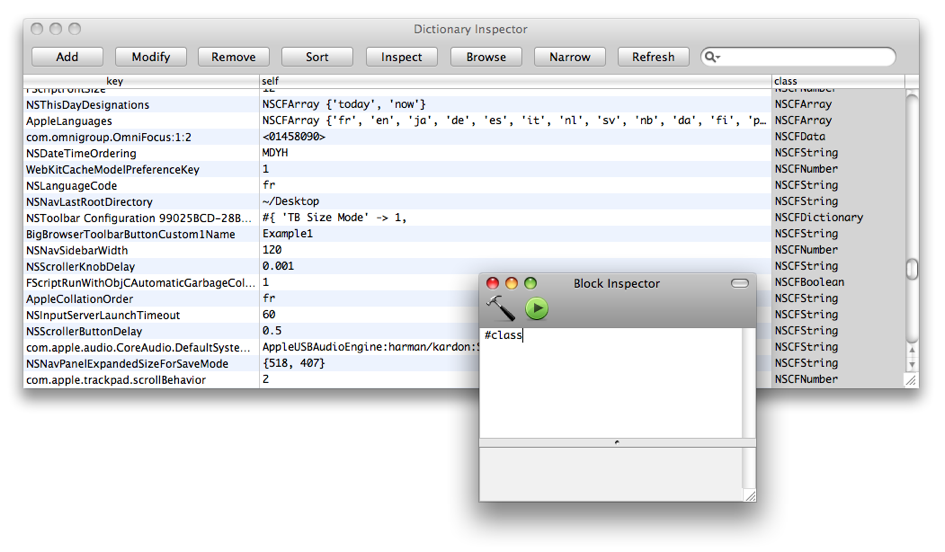 Dictionary Inspector
Add Modify Remove Sort Inspect Browse Narrow Refresh
key self class
FScriptFontSize 12 NSCFNumber
NSThisDayDesignations NSCFArray {'today', 'now'} NSCFArray
AppleLanguages NSCFArray {'fr', 'en', 'ja', 'de', 'es', 'it', 'nl', 'sv', 'nb', 'da', 'fi', 'p... NSCFArray
com.omnigroup.OmniFocus:1:2 <01458090> NSCFData
NSDateTimeOrdering MDYH NSCFString
WebKitCacheModelPreferenceKey 1 NSCFNumber
NSLanguageCode fr NSCFString
NSNavLastRootDirectory ~/Desktop NSCFString
NSToolbar Configuration 99025BCD-28B... #{ 'TB Size Mode' -> 1, NSCFDictionary
BigBrowserToolbarButtonCustom1Name Example1 NSCFString
NSNavSidebarWidth 120 NSCFNumber
NSScrollerKnobDelay 0.001 NSCFString
FScriptRunWithObjCAutomaticGarbageCol... 1 NSCFBoolean
AppleCollationOrder fr NSCFString
NSInputServerLaunchTimeout 60 NSCFString
NSScrollerButtonDelay 0.5 NSCFString
com.apple.audio.CoreAudio.DefaultSyste... AppleUSBAudioEngine:harman/kardon: NSCFString
NSNavPanelExpandedSizeForSaveMode {518, 407} NSCFString
com.apple.trackpad.scrollBehavior 2 NSCFNumber
Block Inspector
#class